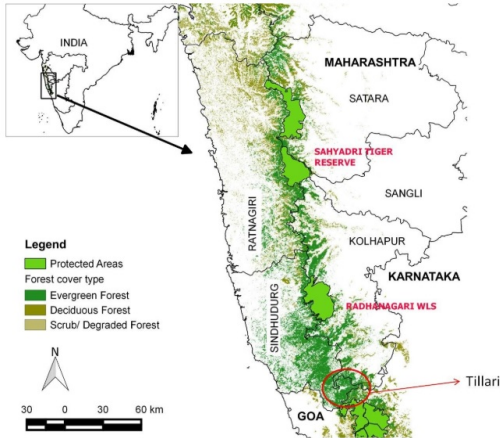 INDIA
MAHARASHTRA
SATARA
SAHYADRI TIGER
RESERVE
SANGLI
RATNAGIRI
KOLHAPUR
KARNATAKA
SINDHUDURG
RADHANAGARI WLS
Legend
Protected Areas
Forest cover type
Evergreen Forest
Deciduous Forest
Scrub/ Degraded Forest
N
30 0 30 60 km
Tillari
GOA